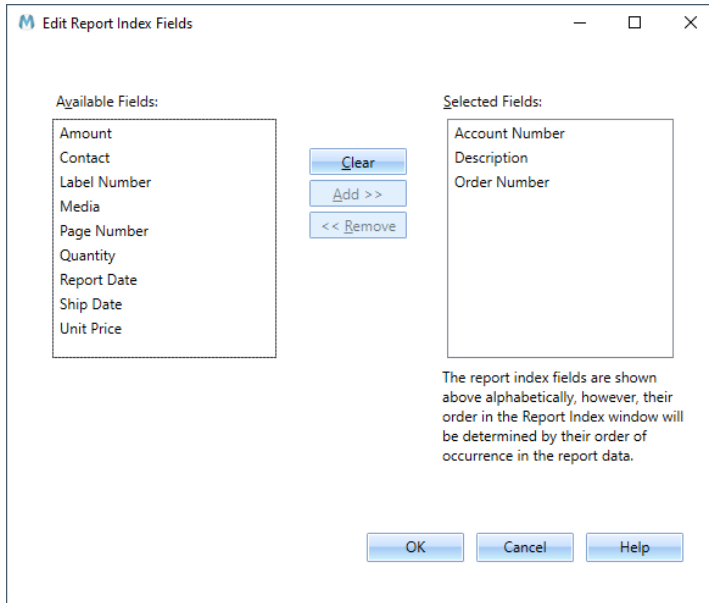 Edit Report Index Fields
Available Fields:
Amount
Contact
Label Number
Media
Page Number
Quantity
Report Date
Ship Date
Unit Price
Clear
Add >>
<< Remove
Selected Fields:
Account Number
Description
Order Number
The report index fields are shown
above alphabetically, however, their
order in the Report Index window will
be determined by their order of
occurrence in the report data.
OK
Cancel
Help